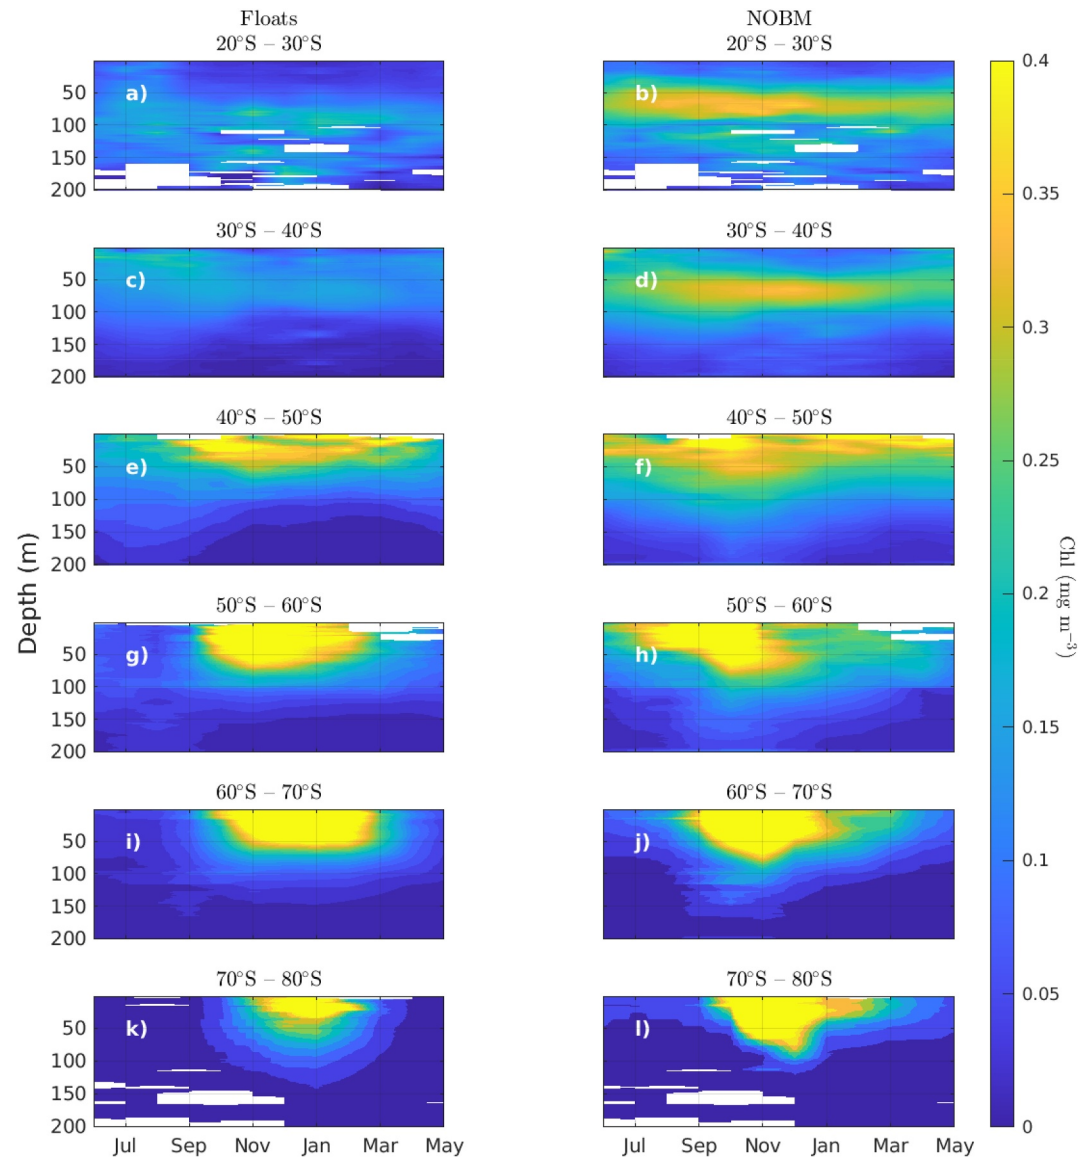 Floats
NOBM
20°S – 30°S
20°S – 30°S
a)
b)
50
100
150
200
30°S – 40°S
30°S – 40°S
c)
d)
50
100
150
200
40°S – 50°S
40°S – 50°S
e)
f)
50
100
150
200
50°S – 60°S
50°S – 60°S
g)
h)
50
100
150
200
60°S – 70°S
60°S – 70°S
i)
j)
50
100
150
200
70°S – 80°S
70°S – 80°S
k)
l)
50
100
150
200
Jul Sep Nov Jan Mar May
Jul Sep Nov Jan Mar May
Depth (m)
0.4
0.35
0.3
0.25
0.2
0.15
0.1
0.05
0
Chl (mg m⁻³)